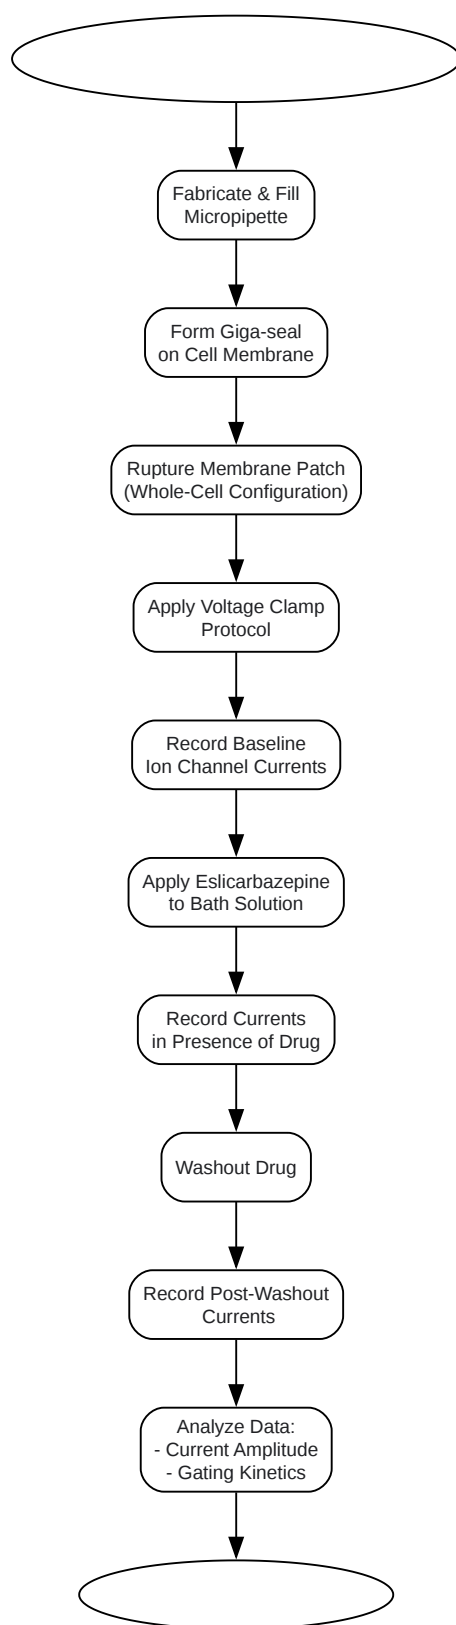 Fabricate & Fill
Micropipette
Form Giga-seal
on Cell Membrane
Rupture Membrane Patch
(Whole-Cell Configuration)
Apply Voltage Clamp
Protocol
Record Baseline
Ion Channel Currents
Apply Eslicarbazepine
to Bath Solution
Record Currents
in Presence of Drug
Washout Drug
Record Post-Washout
Currents
Analyze Data:
- Current Amplitude
- Gating Kinetics